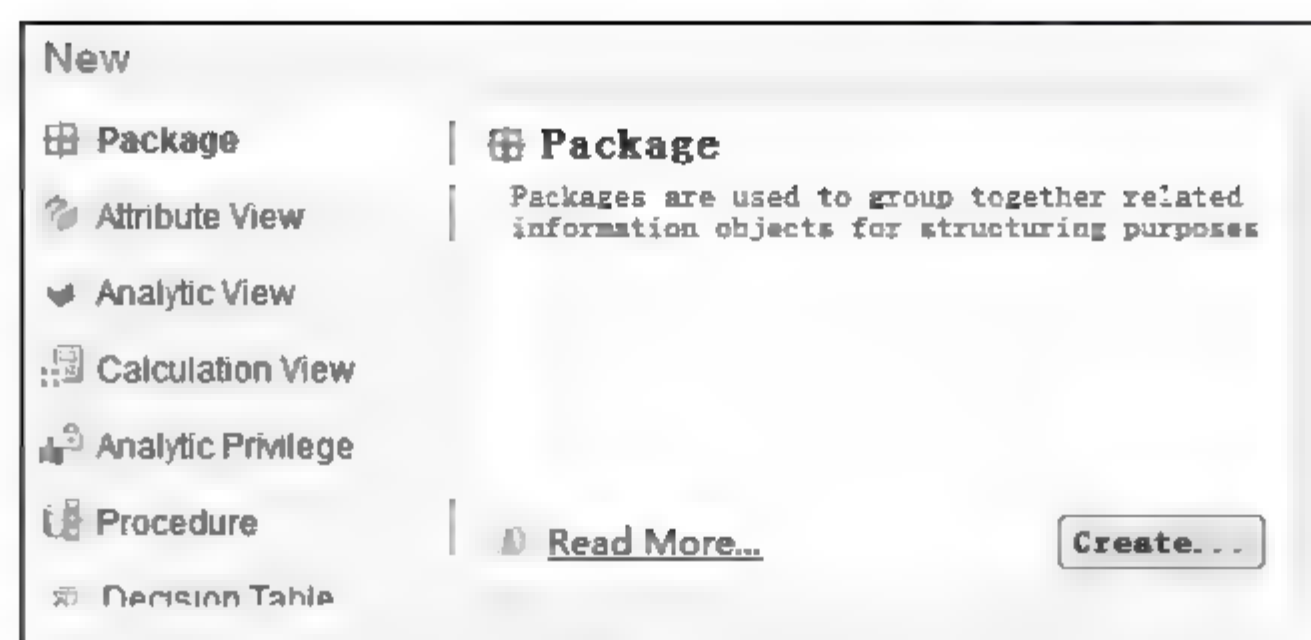 New
Package
Attribute View
Analytic View
Calculation View
Analytic Privilege
Procedure
Decision Table
Package
Packages are used to group together related
information objects for structuring purposes
Read More...
Create...